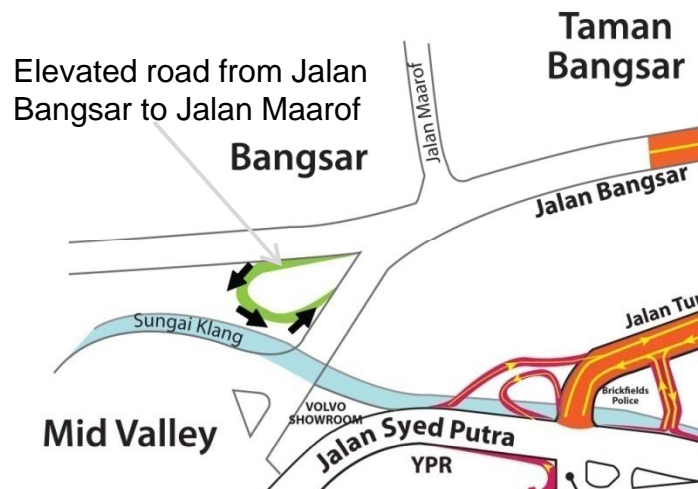 Taman
Bangsar
Elevated road from Jalan
Bangsar to Jalan Maarof
Jalan Maarof
Bangsar
Jalan Bangsar
Sungai Klang
Jalan Tun
Brickfields
Police
VOLVO
SHOWROOM
Mid Valley
Jalan Syed Putra
YPR